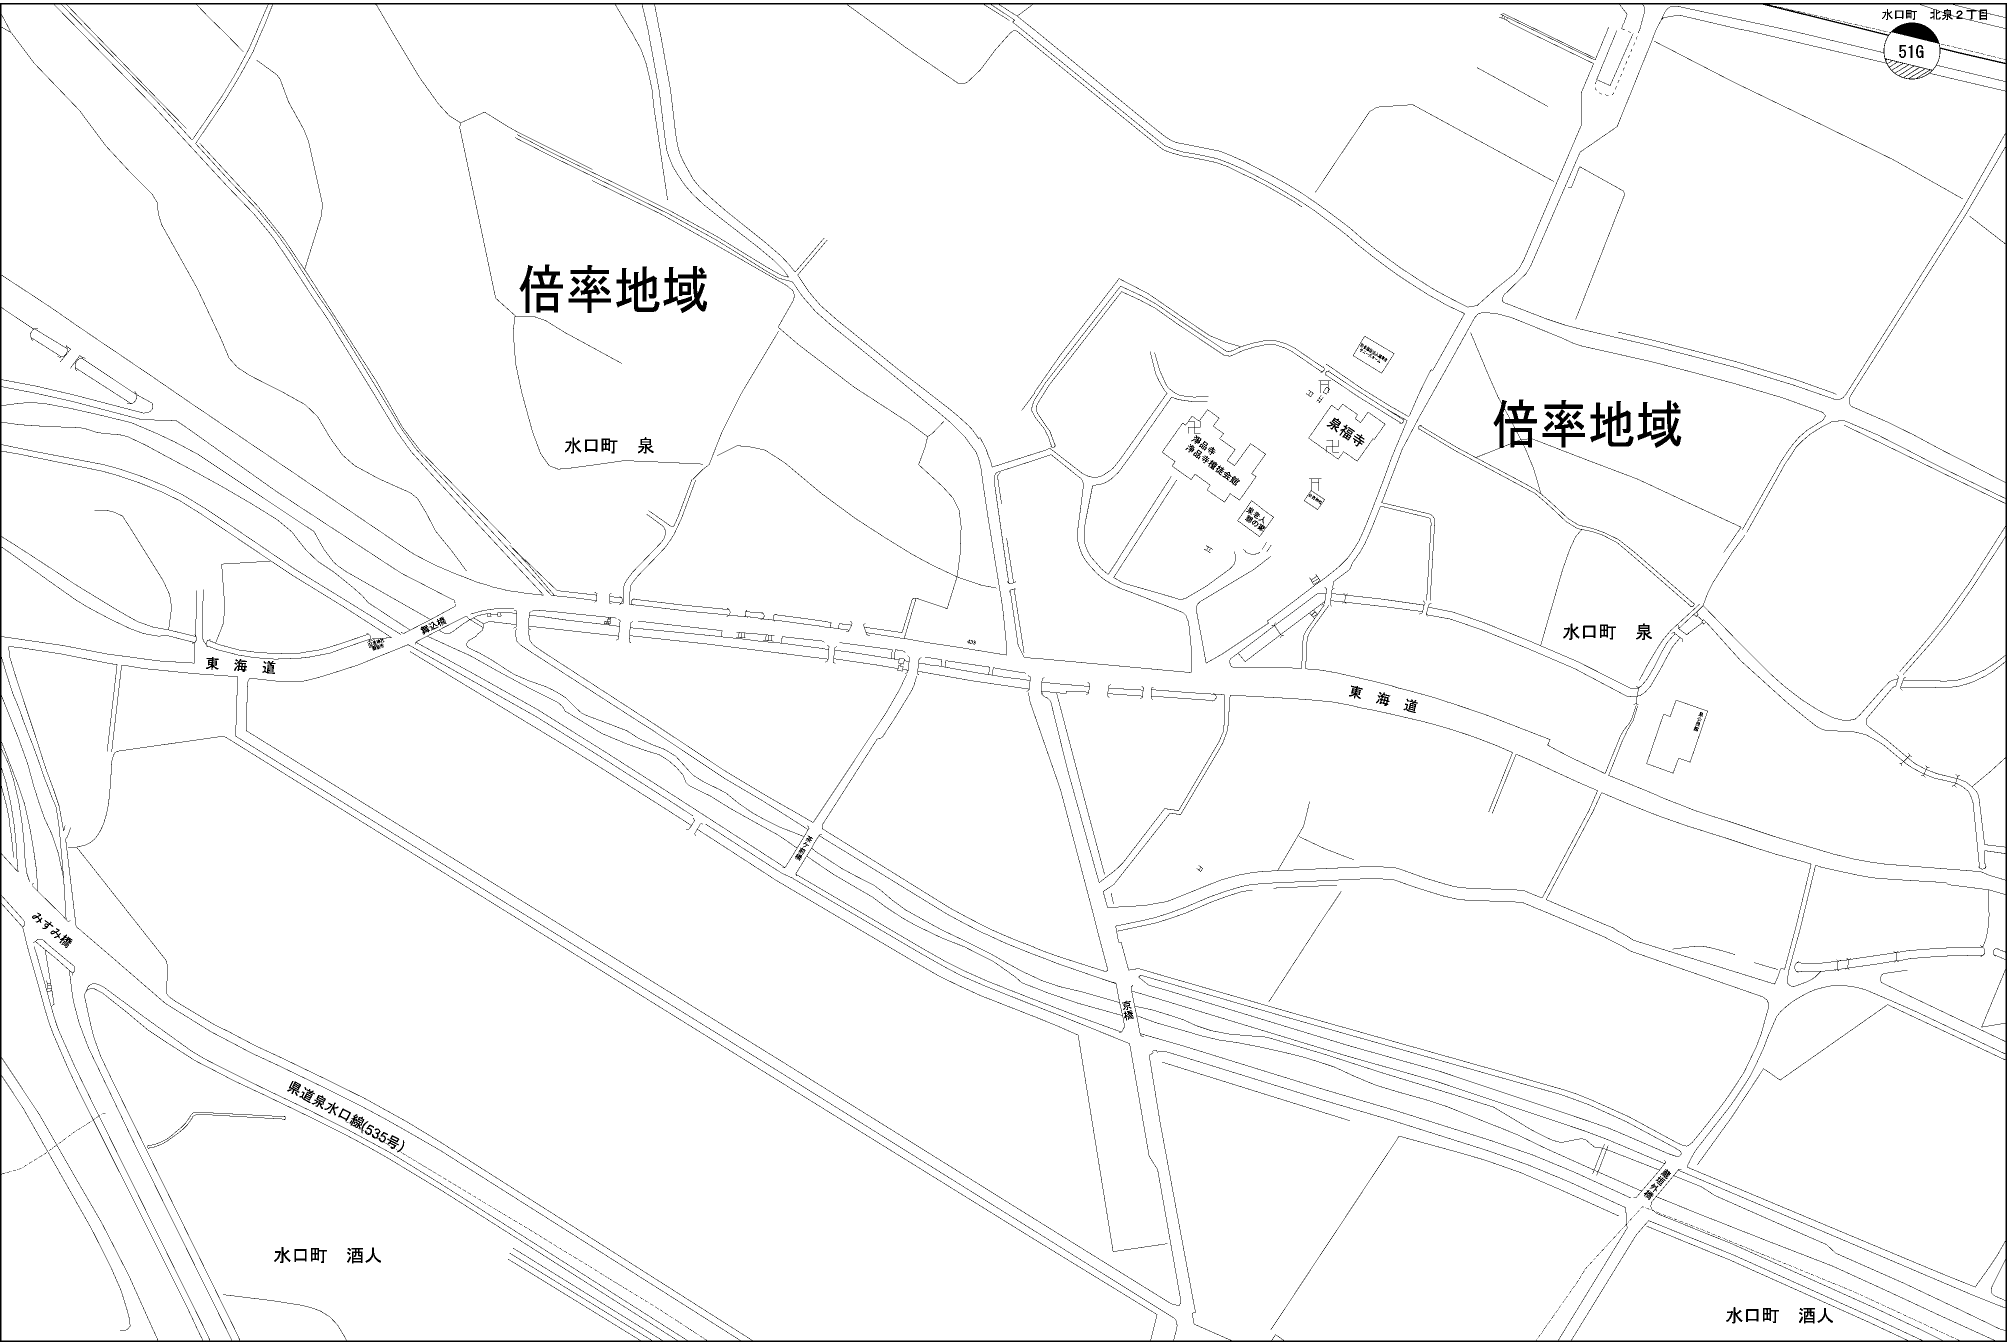 水口町 北泉2丁目
51G
倍率地域
倍率地域
水口町 泉
泉福寺
浄品寺
浄品寺檀徒会館
水口町 泉
舞込橋
東海道
東海道
みすみ橋
京橋
県道泉水口線(535号)
水口町 酒人
水口町 酒人